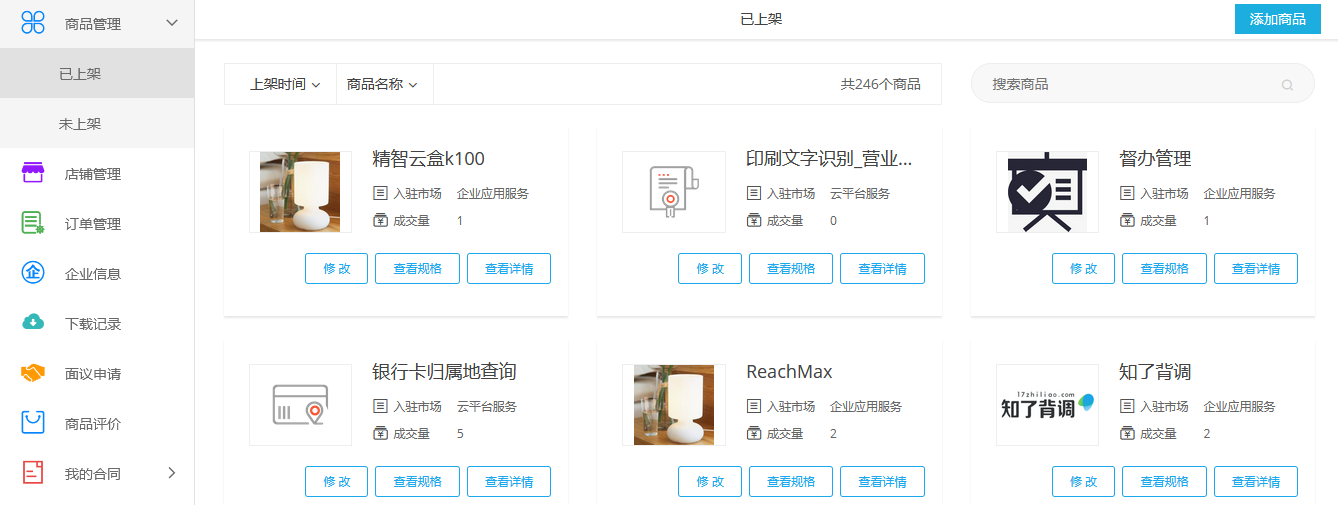 商品管理
已上架
未上架
店铺管理
订单管理
企业信息
下载记录
面议申请
商品评价
我的合同
已上架
添加商品
上架时间
商品名称
共246个商品
搜索商品
精智云盒k100
入驻市场 企业应用服务
成交量 1
修 改 查看规格 查看详情
印刷文字识别_营业...
入驻市场 云平台服务
成交量 0
修 改 查看规格 查看详情
督办管理
入驻市场 企业应用服务
成交量 1
修 改 查看规格 查看详情
银行卡归属地查询
入驻市场 云平台服务
成交量 5
修 改 查看规格 查看详情
ReachMax
入驻市场 企业应用服务
成交量 2
修 改 查看规格 查看详情
17zhiliao.com
知了背调
知了背调
入驻市场 企业应用服务
成交量 2
修 改 查看规格 查看详情